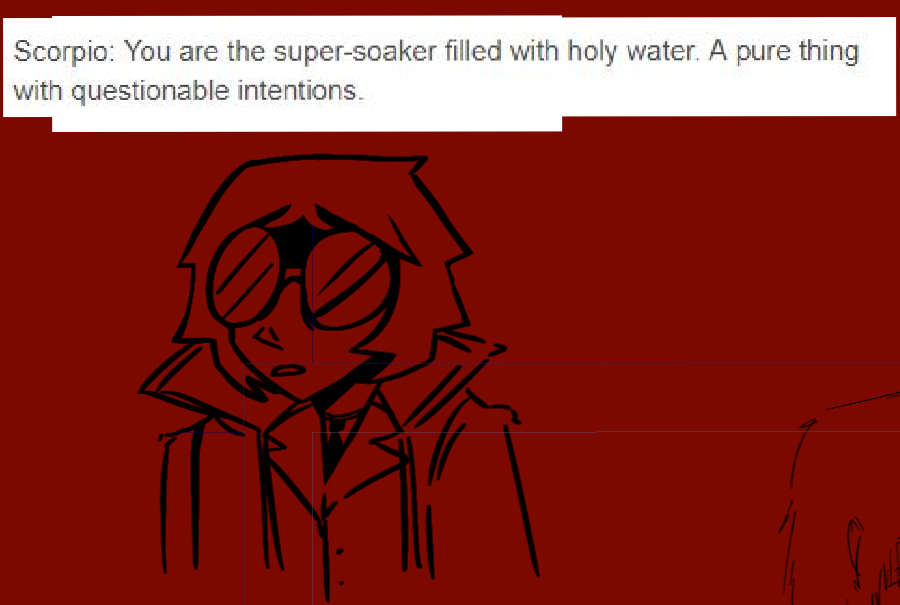 Scorpio: You are the super-soaker filled with holy water. A pure thing
with questionable intentions.